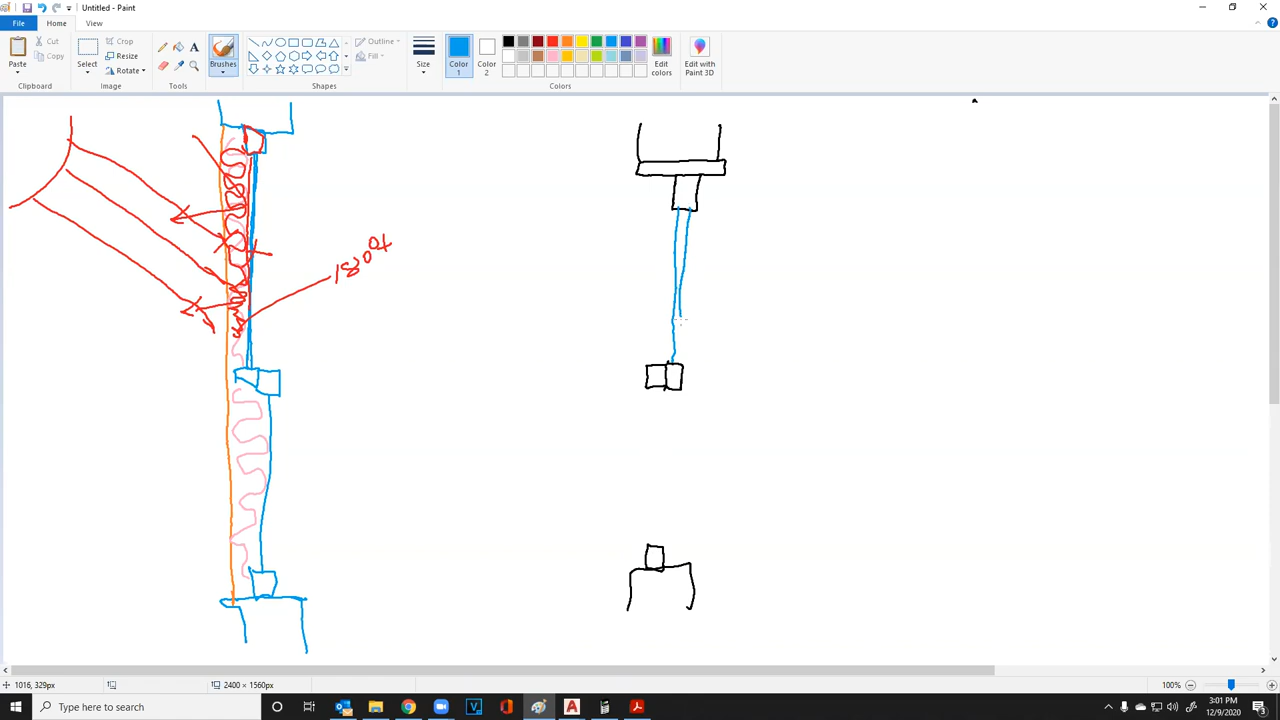 Untitled - Paint
File
Home
View
Paste
Cut
Copy
Clipboard
Select
Crop
Resize
Rotate
Image
Tools
Brushes
Outline
Fill
Shapes
Size
Color 1
Color 2
Edit colors
Colors
Edit with Paint 3D
1016, 329px
2400 × 1560px
100%
Type here to search
3:01 PM
12/9/2020